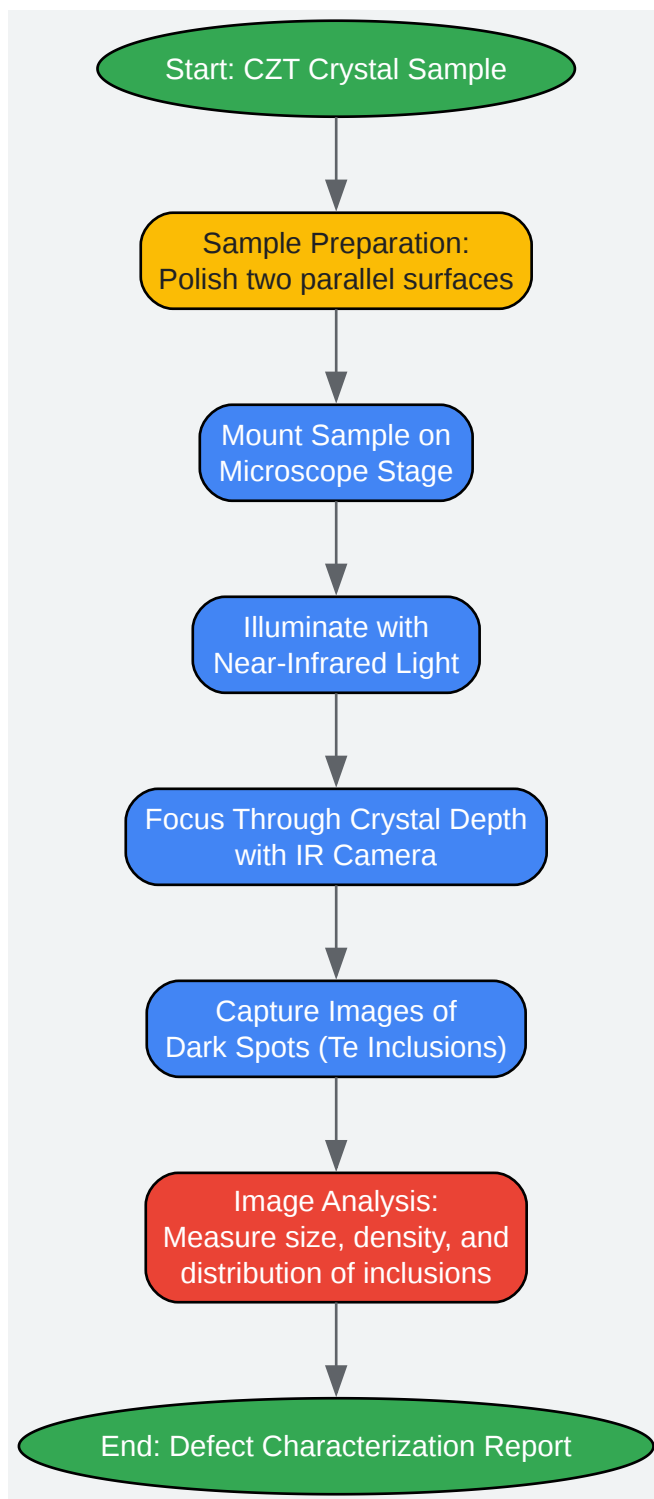 Start: CZT Crystal Sample
Sample Preparation:
Polish two parallel surfaces
Mount Sample on
Microscope Stage
Illuminate with
Near-Infrared Light
Focus Through Crystal Depth
with IR Camera
Capture Images of
Dark Spots (Te Inclusions)
Image Analysis:
Measure size, density, and
distribution of inclusions
End: Defect Characterization Report